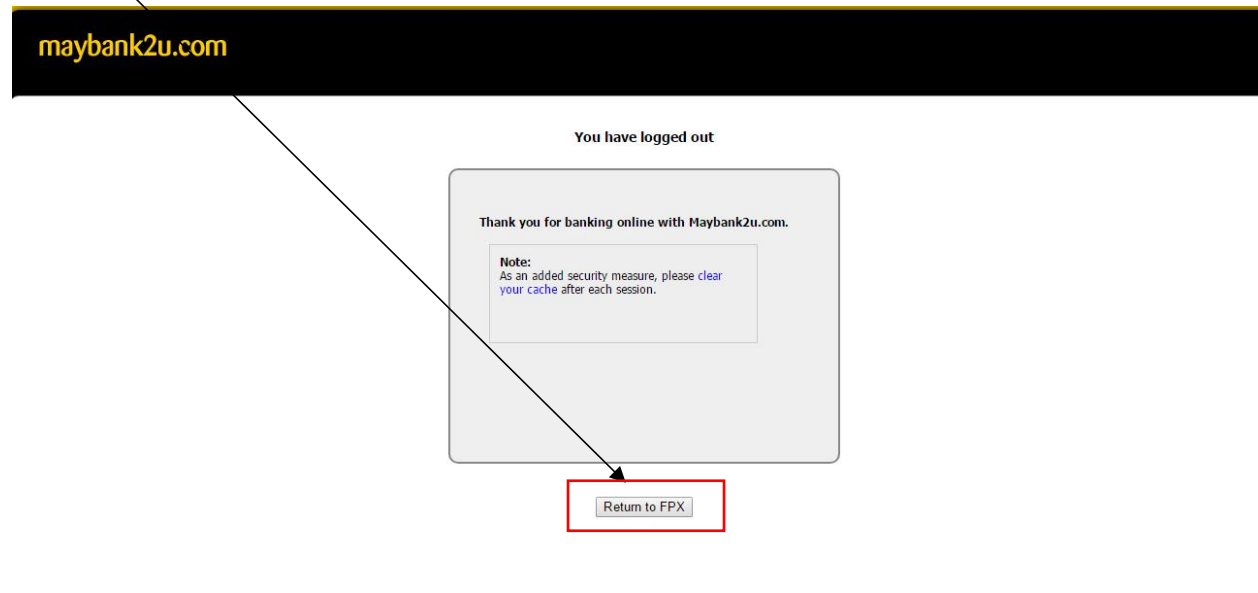 maybank2u.com
You have logged out
Thank you for banking online with Maybank2u.com.
Note:
As an added security measure, please clear
your cache after each session.
Return to FPX